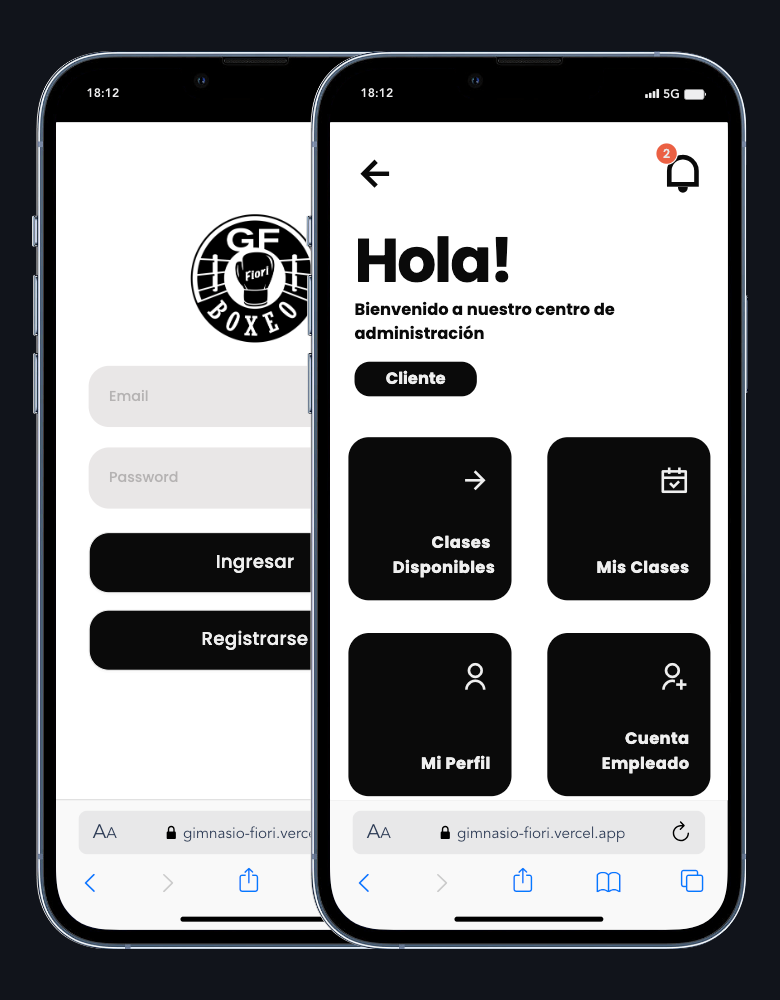 18:12
GF
Fiori
BOXEO
Email
Password
Ingresar
Registrarse
AA
gimnasio-fiori.verce
18:12
5G
2
Hola!
Bienvenido a nuestro centro de
administración
Cliente
Clases
Disponibles
Mis Clases
Mi Perfil
Cuenta
Empleado
AA
gimnasio-fiori.vercel.app